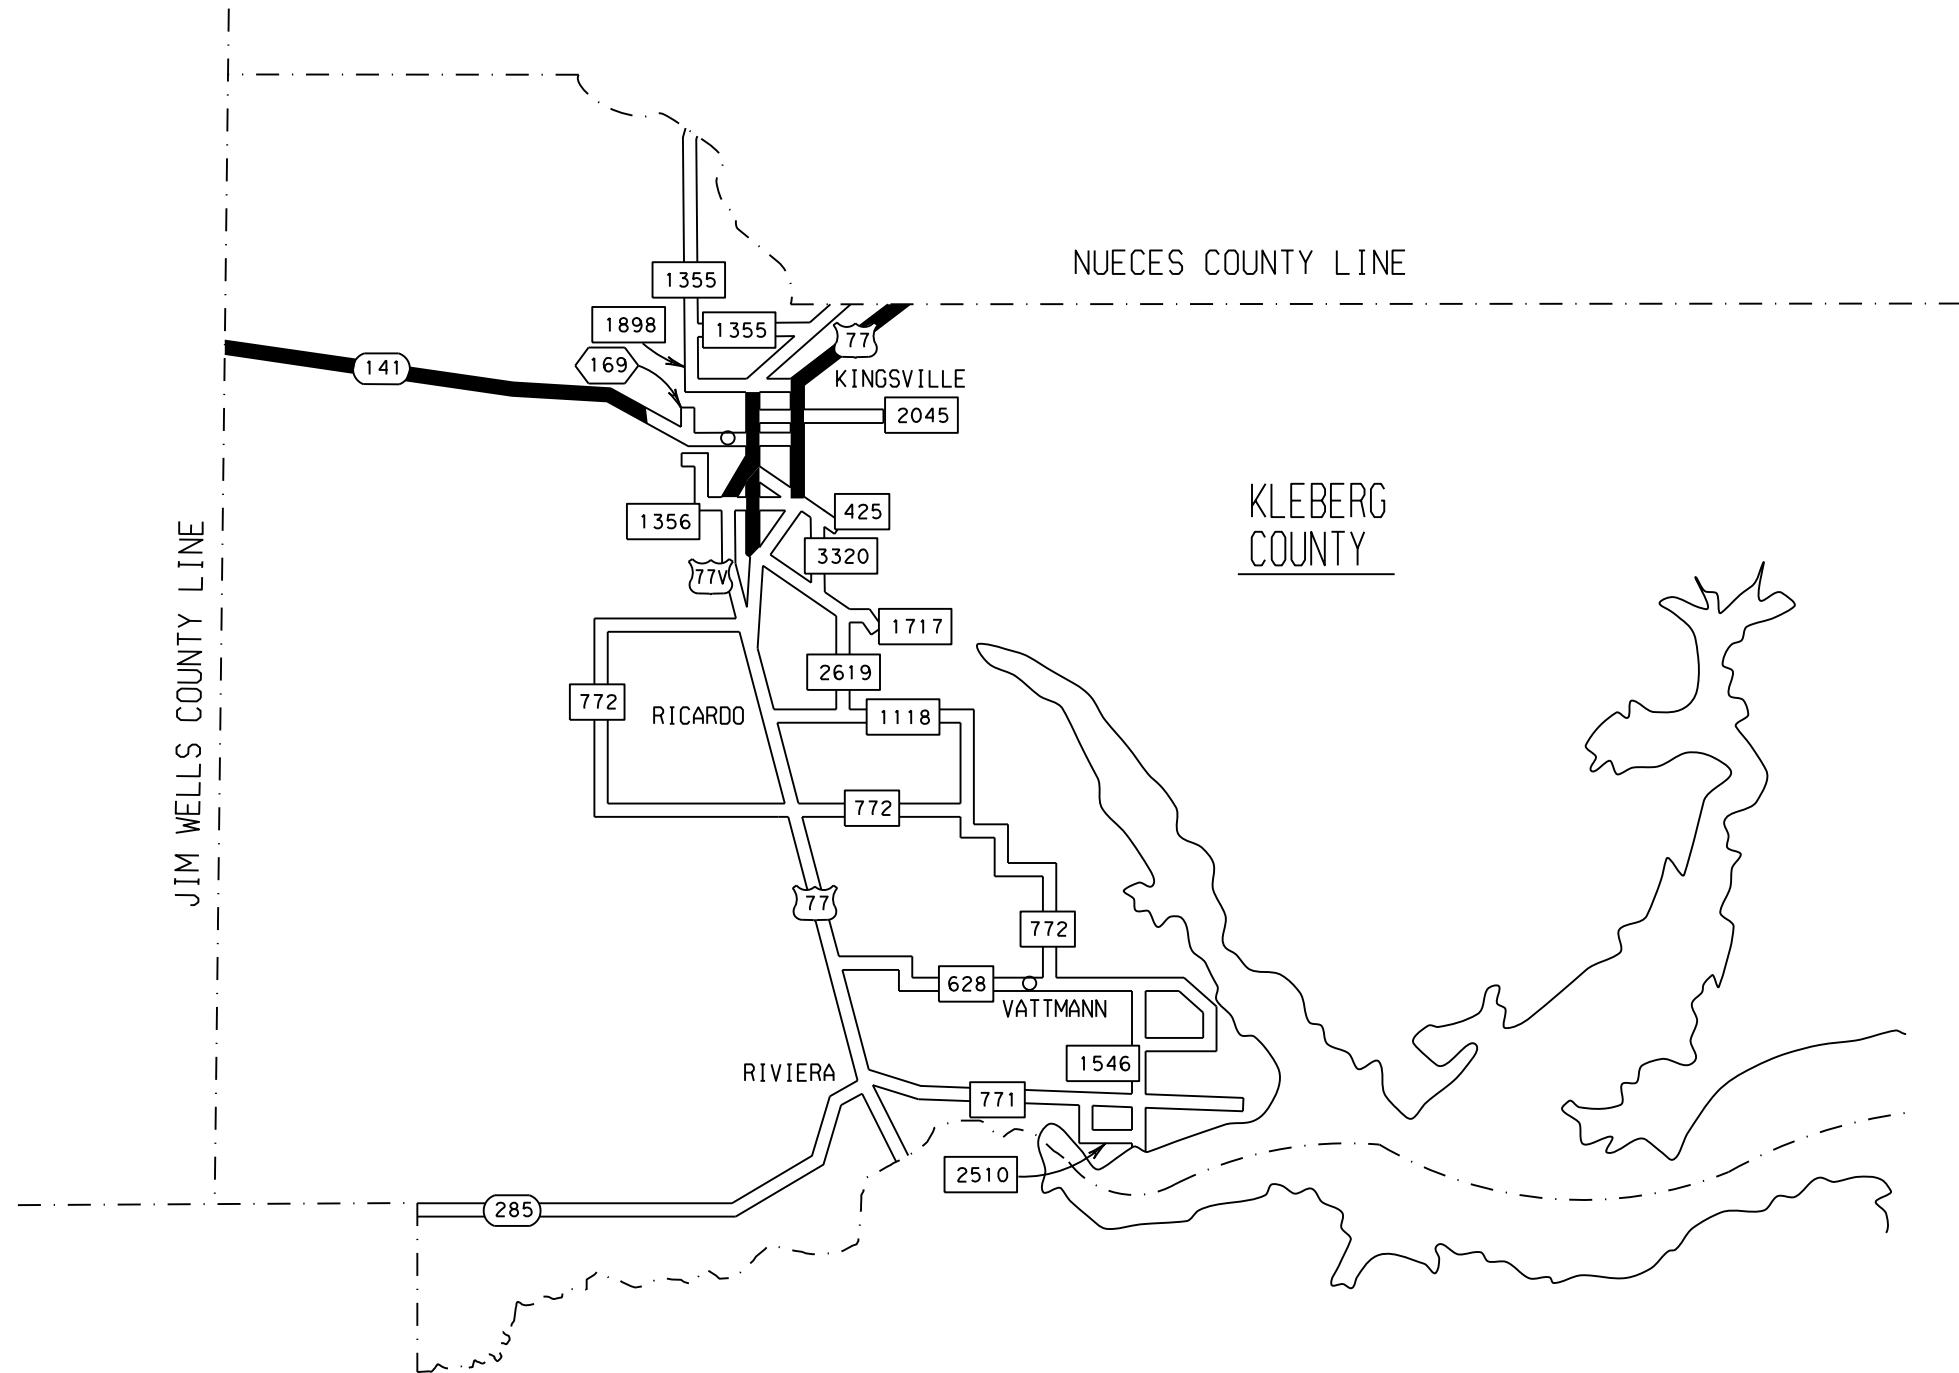 NUECES COUNTY LINE
1355
1898
1355
77
169
141
KINGSVILLE
2045
KLEBERG
COUNTY
425
1356
3320
77V
JIM WELLS COUNTY LINE
1717
2619
772
RICARDO
1118
772
77
772
628
VATTMANN
1546
RIVIERA
771
2510
285